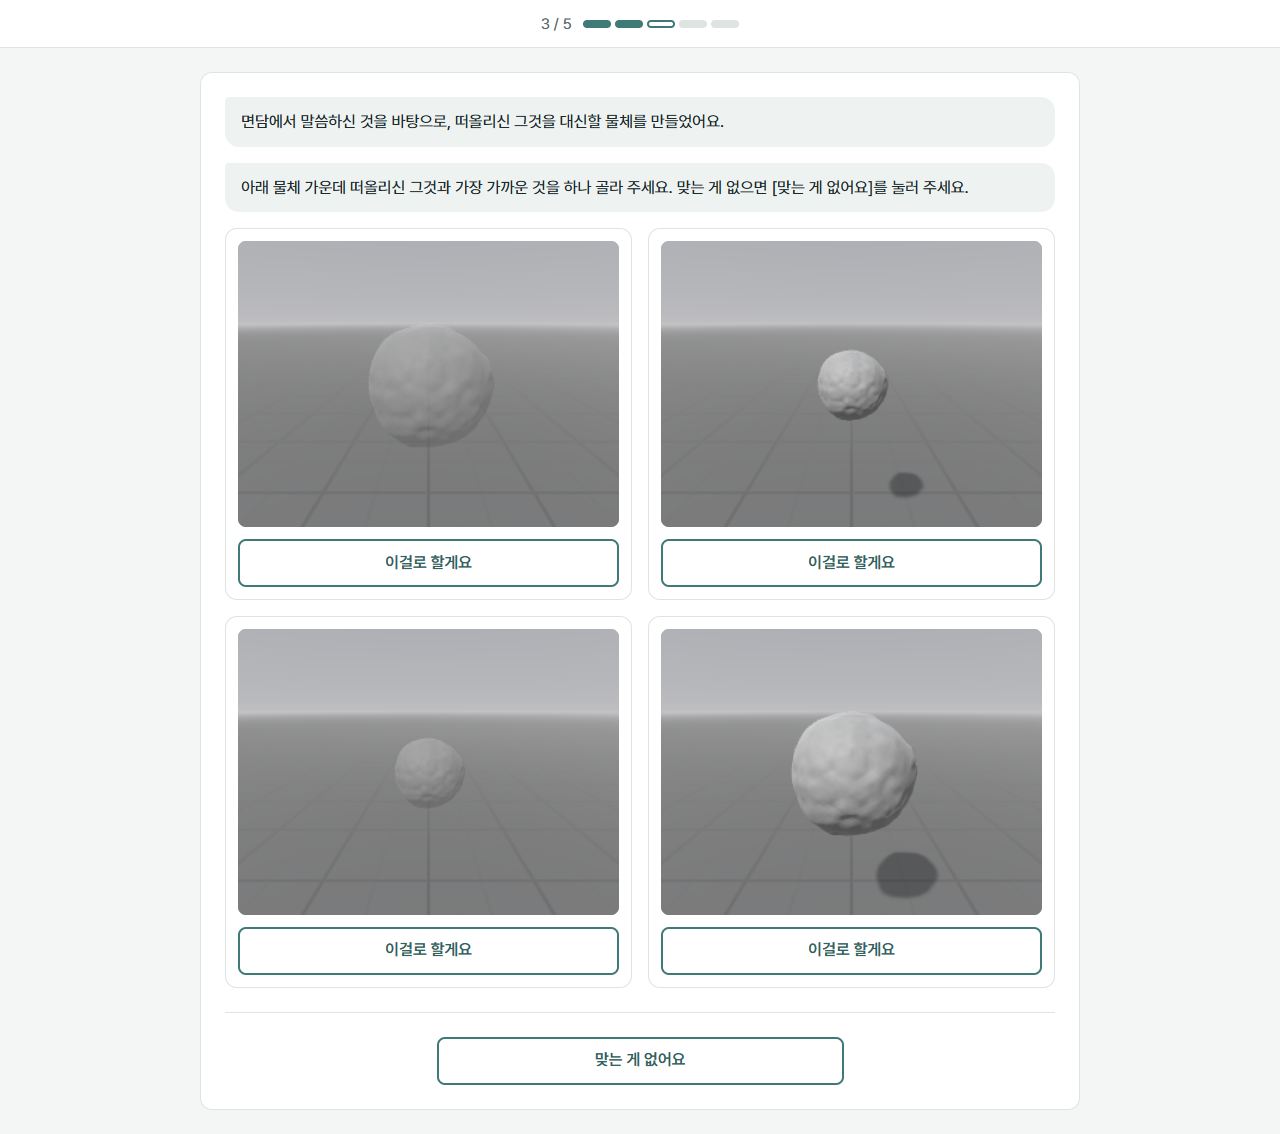 3 / 5
면담에서 말씀하신 것을 바탕으로, 떠올리신 그것을 대신할 물체를 만들었어요.
아래 물체 가운데 떠올리신 그것과 가장 가까운 것을 하나 골라 주세요. 맞는 게 없으면 [맞는 게 없어요]를 눌러 주세요.
이걸로 할게요
이걸로 할게요
이걸로 할게요
이걸로 할게요
맞는 게 없어요